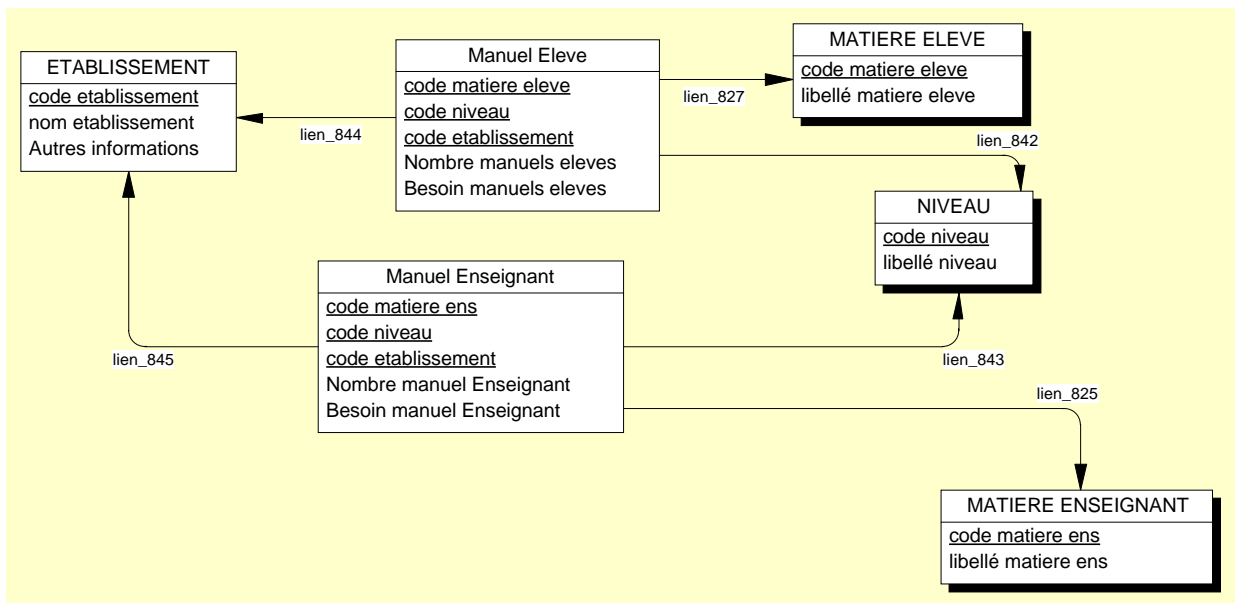 ETABLISSEMENT
code etablissement
nom etablissement
Autres informations
lien_844
Manuel Eleve
code matiere eleve
code niveau
code etablissement
Nombre manuels eleves
Besoin manuels eleves
lien_827
MATIERE ELEVE
code matiere eleve
libellé matiere eleve
lien_842
NIVEAU
code niveau
libellé niveau
Manuel Enseignant
code matiere ens
code niveau
code etablissement
Nombre manuel Enseignant
Besoin manuel Enseignant
lien_845
lien_843
lien_825
MATIERE ENSEIGNANT
code matiere ens
libellé matiere ens